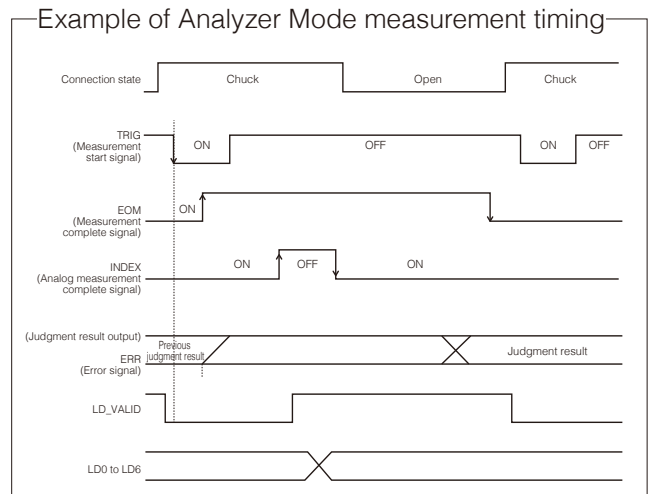 Example of Analyzer Mode measurement timing
Connection state
Chuck
Open
Chuck
TRIG
(Measurement
start signal)
ON
OFF
ON
OFF
EOM
(Measurement
complete signal)
ON
INDEX
(Analog measurement
complete signal)
ON
OFF
ON
(Judgment result output)
ERR
(Error signal)
Previous
judgment result
Judgment result
LD_VALID
LD0 to LD6